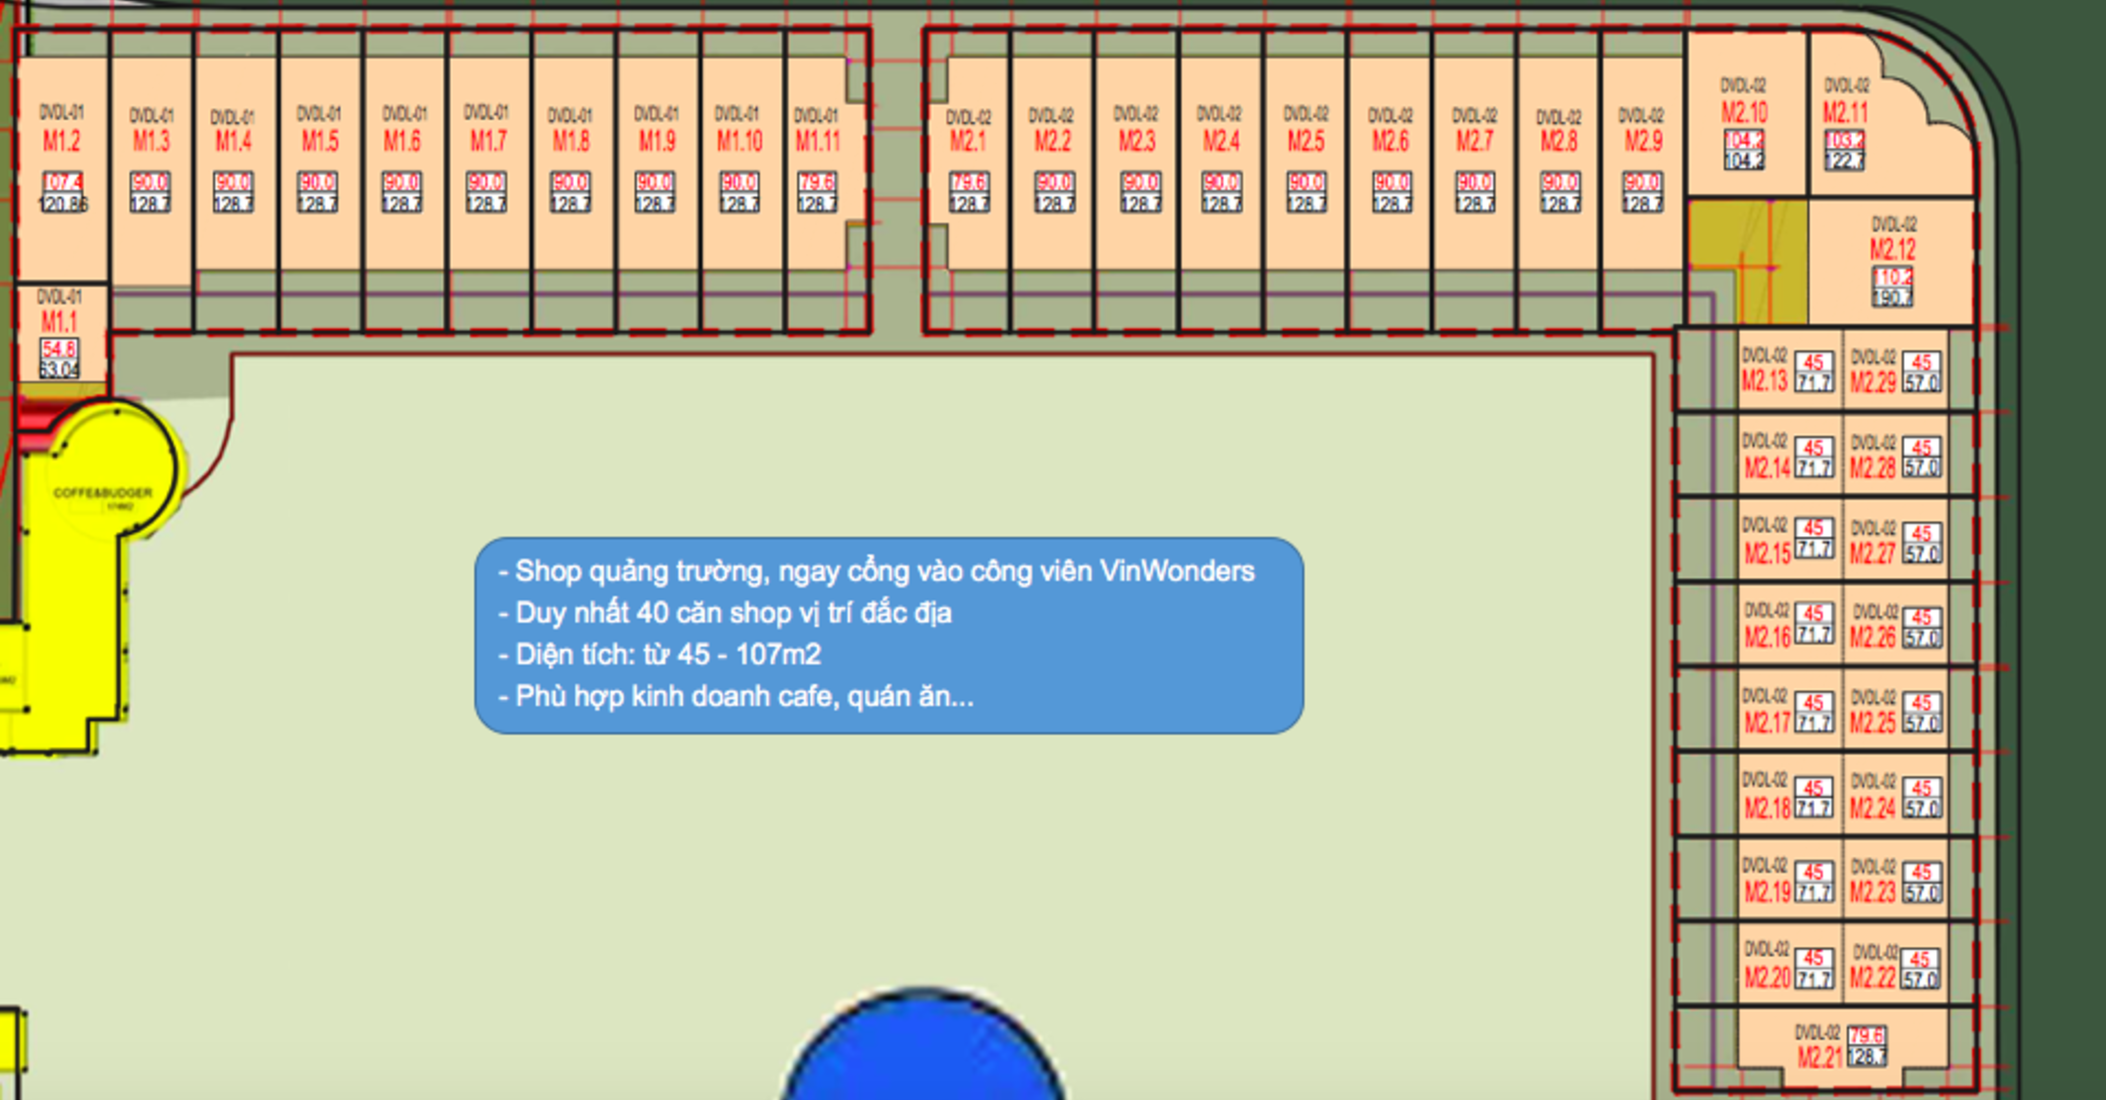 DVDL-01
M1.2
107.4
120.86
DVDL-01
M1.3
90.0
128.7
DVDL-01
M1.4
90.0
128.7
DVDL-01
M1.5
90.0
128.7
DVDL-01
M1.6
90.0
128.7
DVDL-01
M1.7
90.0
128.7
DVDL-01
M1.8
90.0
128.7
DVDL-01
M1.9
90.0
128.7
DVDL-01
M1.10
90.0
128.7
DVDL-01
M1.11
79.6
128.7
DVDL-02
M2.1
79.6
128.7
DVDL-02
M2.2
90.0
128.7
DVDL-02
M2.3
90.0
128.7
DVDL-02
M2.4
90.0
128.7
DVDL-02
M2.5
90.0
128.7
DVDL-02
M2.6
90.0
128.7
DVDL-02
M2.7
90.0
128.7
DVDL-02
M2.8
90.0
128.7
DVDL-02
M2.9
90.0
128.7
DVDL-02
M2.10
104.2
104.2
DVDL-02
M2.11
103.2
122.7
DVDL-02
M2.12
110.2
190.7
DVDL-01
M1.1
54.8
63.04
COFFE&BUDGER
- Shop quảng trường, ngay cổng vào công viên VinWonders
- Duy nhất 40 căn shop vị trí đắc địa
- Diện tích: từ 45 - 107m2
- Phù hợp kinh doanh cafe, quán ăn...
DVDL-02
M2.13
45
71.7
DVDL-02
M2.29
45
57.0
DVDL-02
M2.14
45
71.7
DVDL-02
M2.28
45
57.0
DVDL-02
M2.15
45
71.7
DVDL-02
M2.27
45
57.0
DVDL-02
M2.16
45
71.7
DVDL-02
M2.26
45
57.0
DVDL-02
M2.17
45
71.7
DVDL-02
M2.25
45
57.0
DVDL-02
M2.18
45
71.7
DVDL-02
M2.24
45
57.0
DVDL-02
M2.19
45
71.7
DVDL-02
M2.23
45
57.0
DVDL-02
M2.20
45
71.7
DVDL-02
M2.22
45
57.0
DVDL-02
M2.21
79.6
128.7